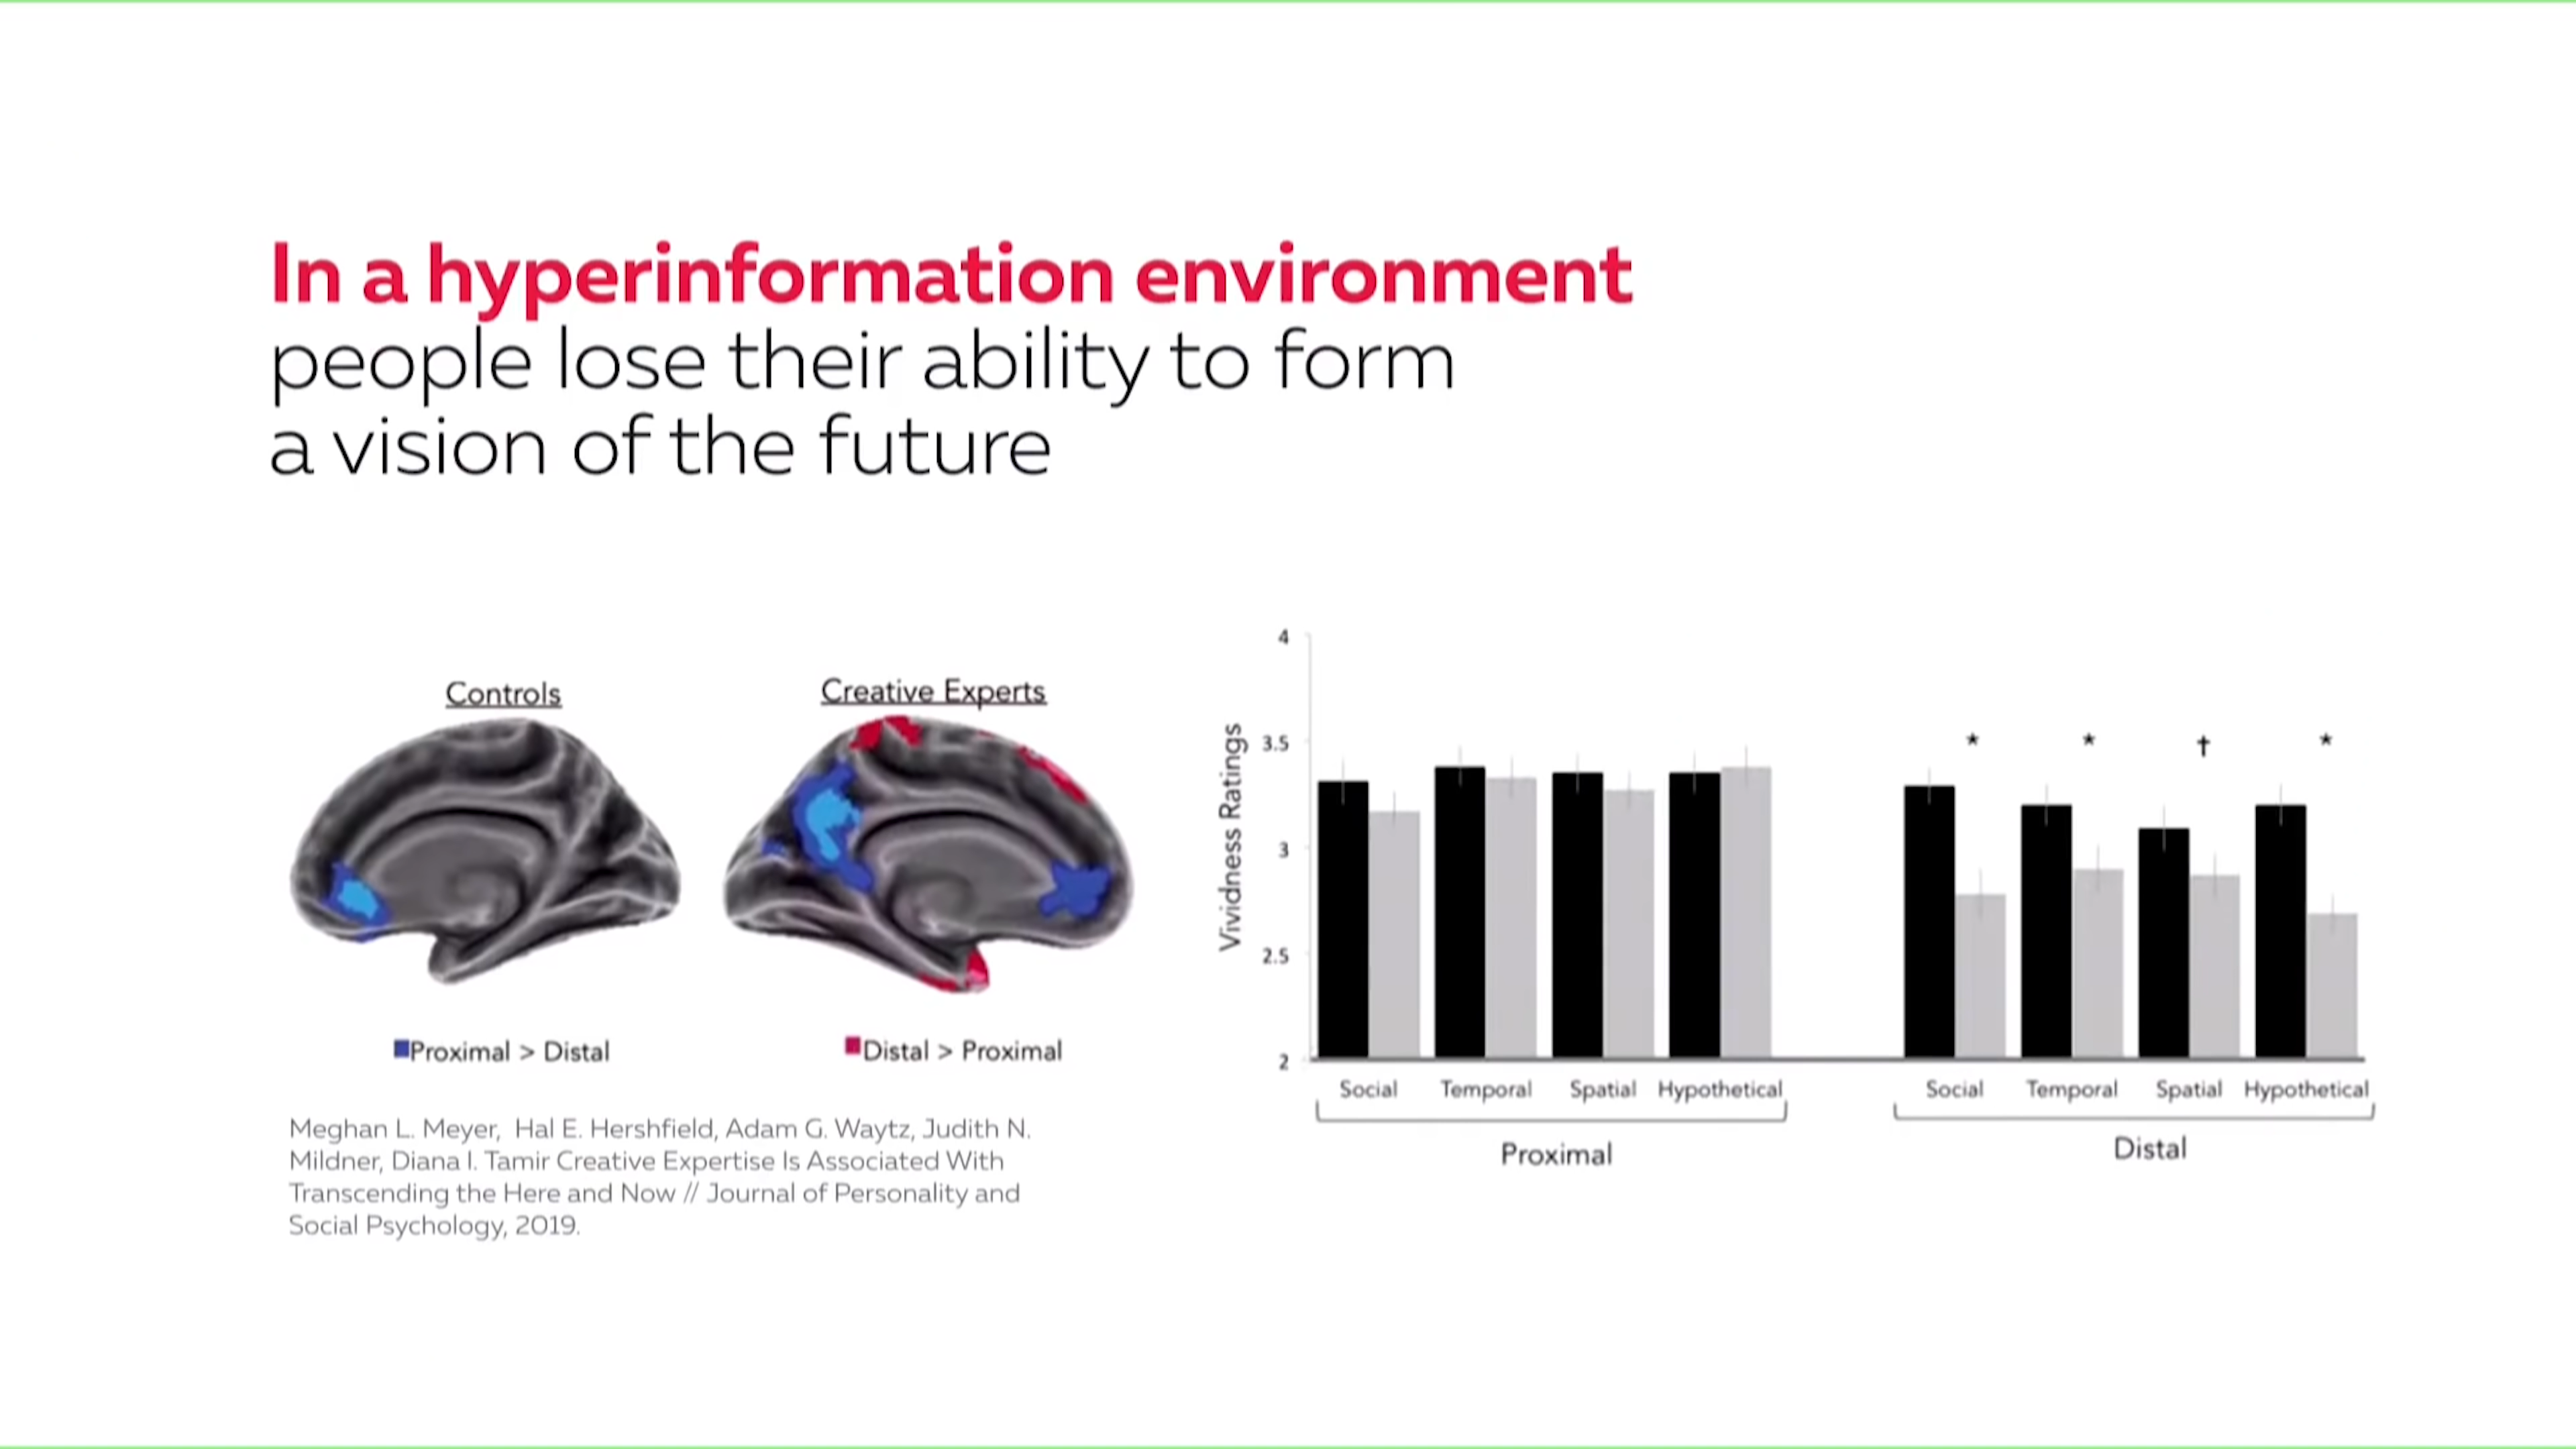 In a hyperinformation environment
people lose their ability to form
a vision of the future
Controls
Creative Experts
Proximal > Distal
Distal > Proximal
Meghan L. Meyer, Hal E. Hershfield, Adam G. Waytz, Judith N.
Mildner, Diana I. Tamir Creative Expertise Is Associated With
Transcending the Here and Now // Journal of Personality and
Social Psychology, 2019.
Vividness Ratings
4
3.5
3
2.5
2
* * † *
Social Temporal Spatial Hypothetical
Proximal
Social Temporal Spatial Hypothetical
Distal